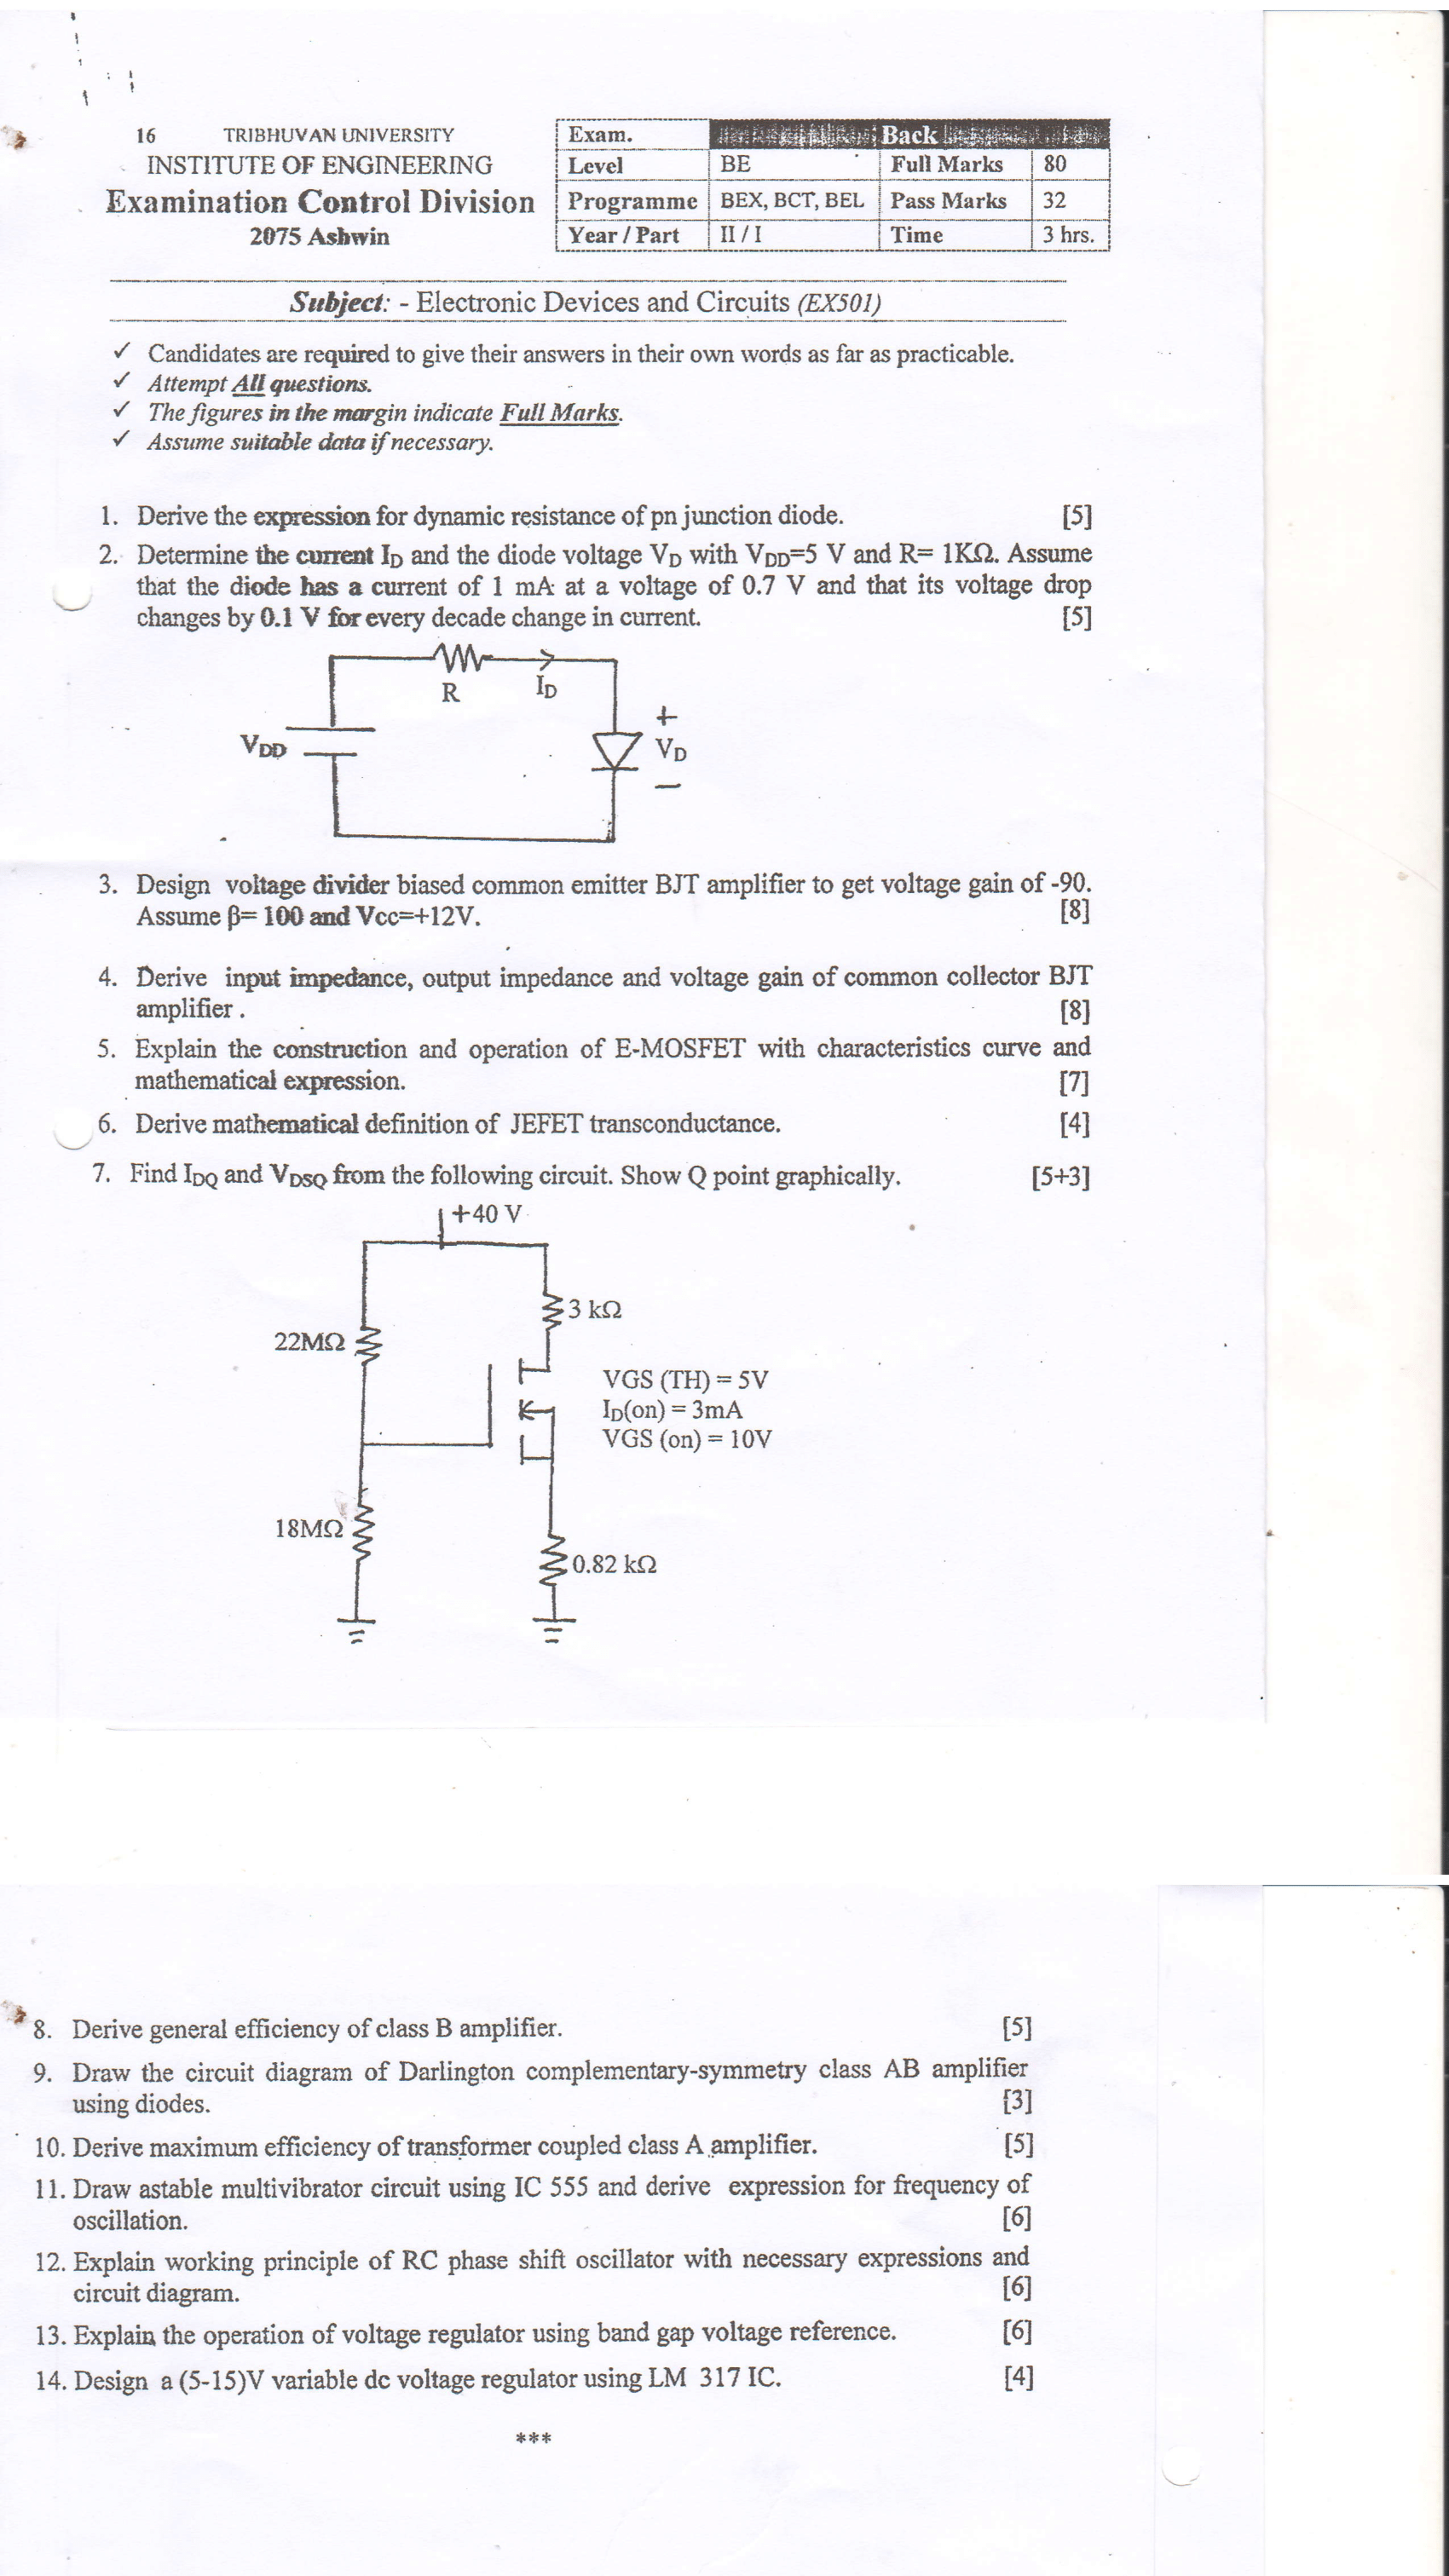 16 TRIBHUVAN UNIVERSITY
INSTITUTE OF ENGINEERING
Examination Control Division
2075 Ashwin
Exam. Back
Level BE Full Marks 80
Programme BEX, BCT, BEL Pass Marks 32
Year / Part II / I Time 3 hrs.
Subject: - Electronic Devices and Circuits (EX501)
✓ Candidates are required to give their answers in their own words as far as practicable.
✓ Attempt All questions.
✓ The figures in the margin indicate Full Marks.
✓ Assume suitable data if necessary.
1. Derive the expression for dynamic resistance of pn junction diode. [5]
2. Determine the current ID and the diode voltage VD with VDD=5 V and R= 1KΩ. Assume
that the diode has a current of 1 mA at a voltage of 0.7 V and that its voltage drop
changes by 0.1 V for every decade change in current. [5]
R ID
VDD + VD −
3. Design voltage divider biased common emitter BJT amplifier to get voltage gain of -90.
Assume β= 100 and Vcc=+12V. [8]
4. Derive input impedance, output impedance and voltage gain of common collector BJT
amplifier . [8]
5. Explain the construction and operation of E-MOSFET with characteristics curve and
mathematical expression. [7]
6. Derive mathematical definition of JEFET transconductance. [4]
7. Find IDQ and VDSQ from the following circuit. Show Q point graphically. [5+3]
+40 V
3 kΩ
22MΩ
VGS (TH) = 5V
ID(on) = 3mA
VGS (on) = 10V
18MΩ
0.82 kΩ
8. Derive general efficiency of class B amplifier. [5]
9. Draw the circuit diagram of Darlington complementary-symmetry class AB amplifier
using diodes. [3]
10. Derive maximum efficiency of transformer coupled class A amplifier. [5]
11. Draw astable multivibrator circuit using IC 555 and derive expression for frequency of
oscillation. [6]
12. Explain working principle of RC phase shift oscillator with necessary expressions and
circuit diagram. [6]
13. Explain the operation of voltage regulator using band gap voltage reference. [6]
14. Design a (5-15)V variable dc voltage regulator using LM 317 IC. [4]
***